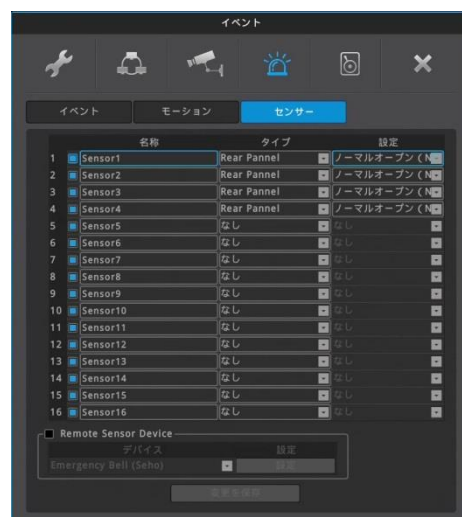 イベント
イベント モーション センサー
名称 タイプ 設定
1 Sensor1 Rear Pannel ノーマルオープン ( N
2 Sensor2 Rear Pannel ノーマルオープン ( N
3 Sensor3 Rear Pannel ノーマルオープン ( N
4 Sensor4 Rear Pannel ノーマルオープン ( N
5 Sensor5 なし なし
6 Sensor6 なし なし
7 Sensor7 なし なし
8 Sensor8 なし なし
9 Sensor9 なし なし
10 Sensor10 なし なし
11 Sensor11 なし なし
12 Sensor12 なし なし
13 Sensor13 なし なし
14 Sensor14 なし なし
15 Sensor15 なし なし
16 Sensor16 なし なし
Remote Sensor Device
デバイス 設定
Emergency Bell (Seho) 設定
変更を保存